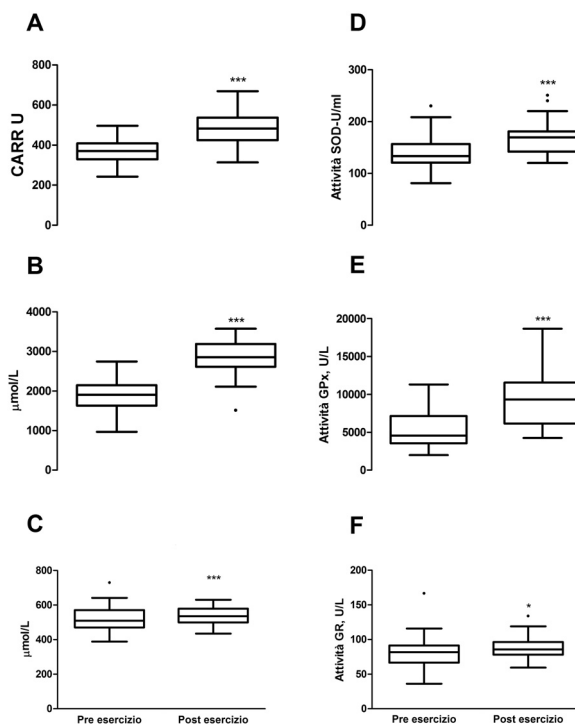 A
CARR U
800
600
400
200
0
***
D
Attività SOD-U/ml
300
200
100
0
***
B
µmol/L
4000
3000
2000
1000
0
***
E
Attività GPx, U/L
20000
15000
10000
5000
0
***
C
µmol/L
800
600
400
200
0
***
Pre esercizio Post esercizio
F
Attività GR, U/L
200
150
100
50
0
*
Pre esercizio Post esercizio